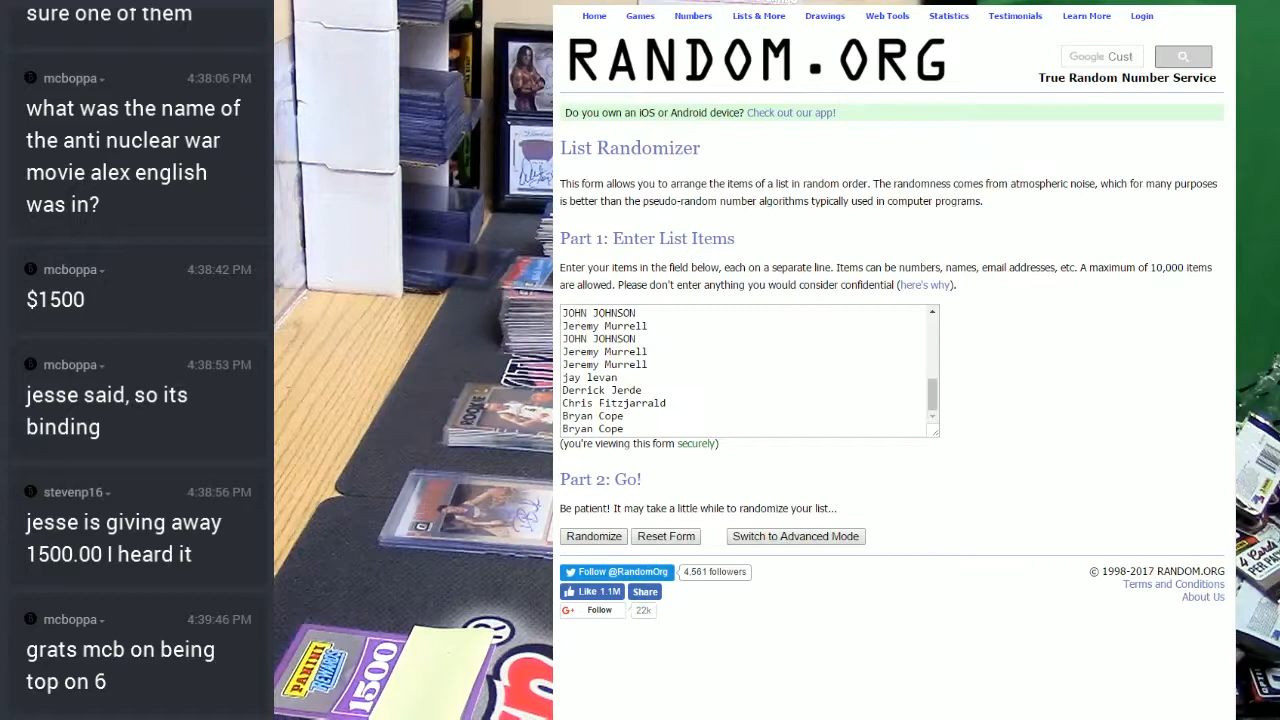 sure one of them
mcboppa
4:38:06 PM
what was the name of
the anti nuclear war
movie alex english
was in?
mcboppa
4:38:42 PM
$1500
mcboppa
4:38:53 PM
jesse said, so its
binding
stevenp16
4:38:56 PM
jesse is giving away
1500.00 I heard it
mcboppa
4:39:46 PM
grats mcb on being
top on 6
ROOKIE
PANINI
REWARDS
1500
Home Games Numbers Lists & More Drawings Web Tools Statistics Testimonials Learn More Login
RANDOM.ORG
Google Cust
True Random Number Service
Do you own an iOS or Android device? Check out our app!
List Randomizer
This form allows you to arrange the items of a list in random order. The randomness comes from atmospheric noise, which for many purposes
is better than the pseudo-random number algorithms typically used in computer programs.
Part 1: Enter List Items
Enter your items in the field below, each on a separate line. Items can be numbers, names, email addresses, etc. A maximum of 10,000 items
are allowed. Please don't enter anything you would consider confidential (here's why).
JOHN JOHNSON
Jeremy Murrell
JOHN JOHNSON
Jeremy Murrell
Jeremy Murrell
jay levan
Derrick Jerde
Chris Fitzjarrald
Bryan Cope
Bryan Cope
(you're viewing this form securely)
Part 2: Go!
Be patient! It may take a little while to randomize your list...
Randomize Reset Form Switch to Advanced Mode
Follow @RandomOrg 4,561 followers
Like 1.1M Share
G+ Follow 22k
© 1998-2017 RANDOM.ORG
Terms and Conditions
About Us